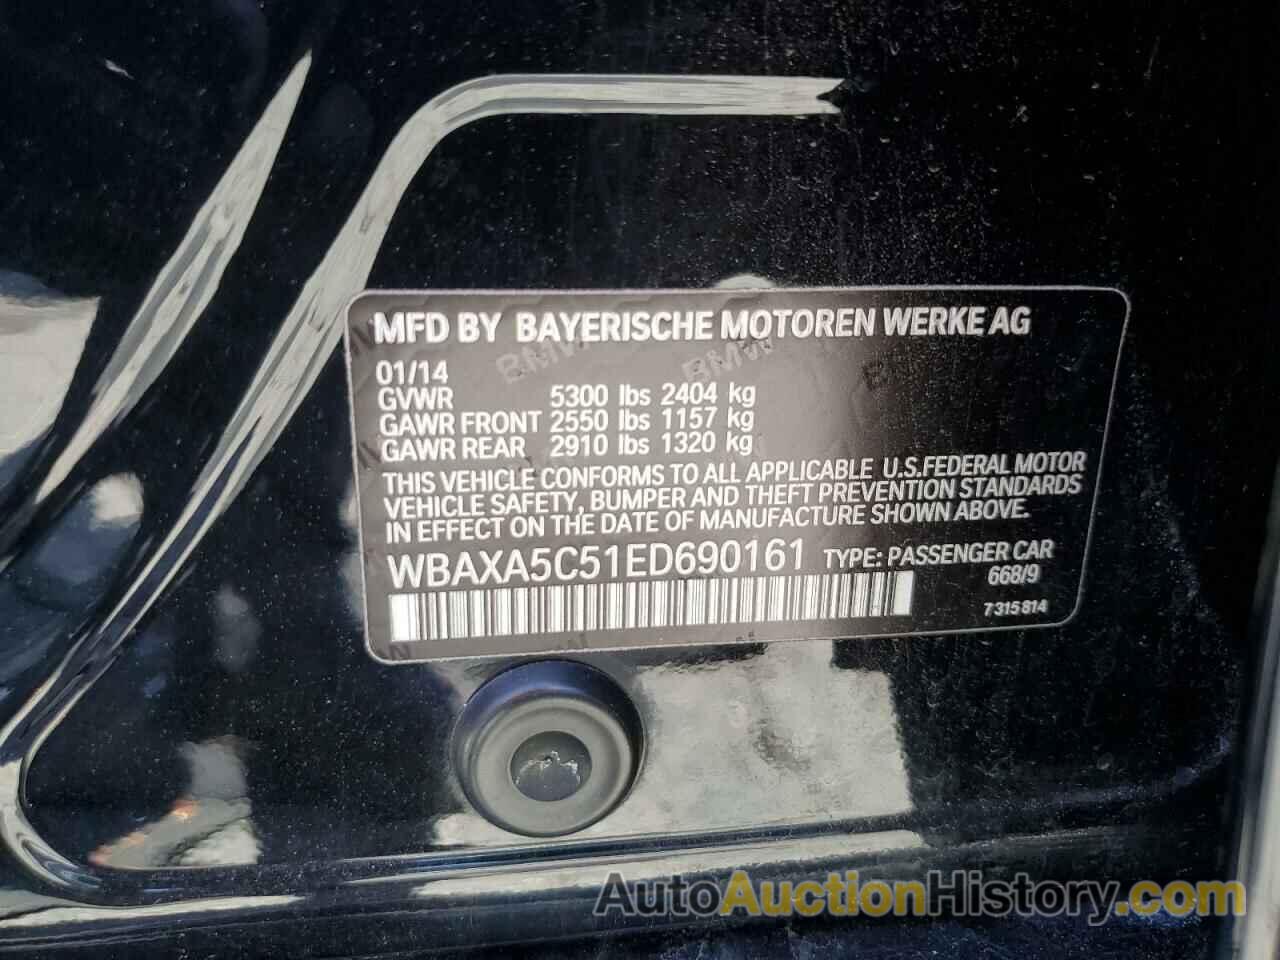 MFD BY BAYERISCHE MOTOREN WERKE AG
01/14
GVWR 5300 lbs 2404 kg
GAWR FRONT 2550 lbs 1157 kg
GAWR REAR 2910 lbs 1320 kg
THIS VEHICLE CONFORMS TO ALL APPLICABLE U.S.FEDERAL MOTOR
VEHICLE SAFETY, BUMPER AND THEFT PREVENTION STANDARDS
IN EFFECT ON THE DATE OF MANUFACTURE SHOWN ABOVE.
WBAXA5C51ED690161 TYPE: PASSENGER CAR
668/9
7315814
BMW
BMW
BMW
AutoAuctionHistory.com